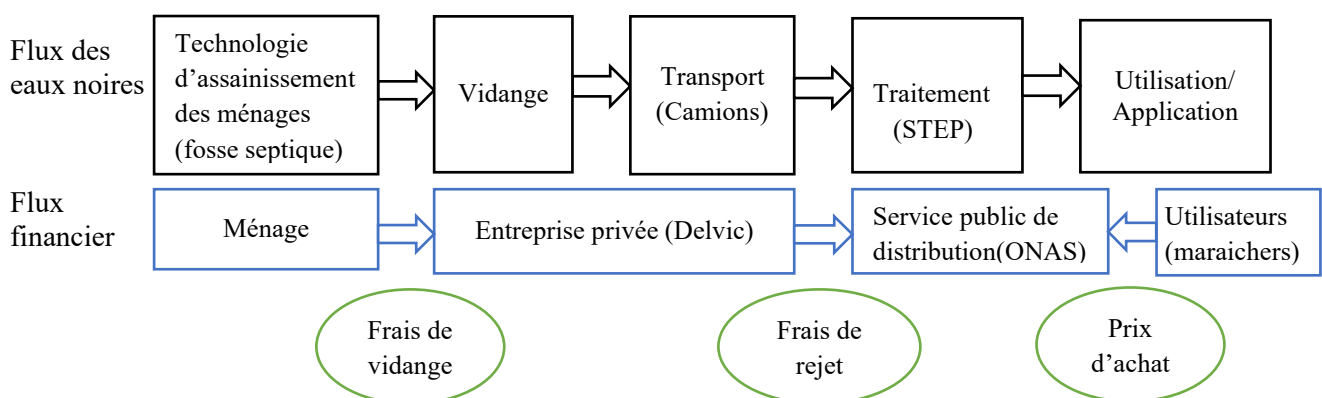 Flux des
eaux noires
Technologie
d’assainissement
des ménages
(fosse septique)
Vidange
Transport
(Camions)
Traitement
(STEP)
Utilisation/
Application
Flux
financier
Ménage
Entreprise privée (Delvic)
Service public de
distribution(ONAS)
Utilisateurs
(maraichers)
Frais de
vidange
Frais de
rejet
Prix
d’achat